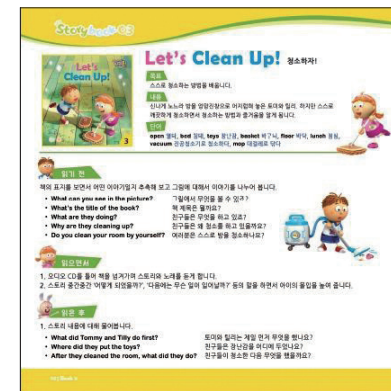 Storybook 03
Let's Clean Up! 청소하자!
Let's
Clean Up!
3
목표
스스로 청소하는 방법을 배웁니다.
내용
신나게 노느라 방을 엉망진창으로 어지럽혀 놓은 토미와 틸리. 하지만 스스로
깨끗하게 청소하면서 청소하는 방법과 즐거움을 알게 됩니다.
단어
open 열다, bed 침대, toys 장난감, basket 바구니, floor 바닥, lunch 점심,
vacuum 진공청소기로 청소하다, mop 대걸레로 닦다
읽기 전
책의 표지를 보면서 어떤 이야기일지 추측해 보고 그림에 대해서 이야기를 나누어 봅니다.
• What can you see in the picture? 그림에서 무엇을 볼 수 있죠?
• What's the title of the book? 책 제목은 뭘까요?
• What are they doing? 친구들은 무엇을 하고 있죠?
• Why are they cleaning up? 친구들은 왜 청소를 하고 있을까요?
• Do you clean your room by yourself? 여러분은 스스로 방을 청소하나요?
읽으면서
1. 오디오 CD를 틀어 책을 넘겨가며 스토리와 노래를 듣게 합니다.
2. 스토리 중간중간 '어떻게 되었을까?', '다음에는 무슨 일이 일어날까?' 등의 말을 하면서 아이의 몰입을 높여 줍니다.
읽은 후
1. 스토리 내용에 대해 물어봅니다.
• What did Tommy and Tilly do first? 토미와 틸리는 제일 먼저 무엇을 했나요?
• Where did they put the toys? 친구들은 장난감을 어디에 두었나요?
• After they cleaned the room, what did they do? 친구들이 청소한 다음 무엇을 했을까요?